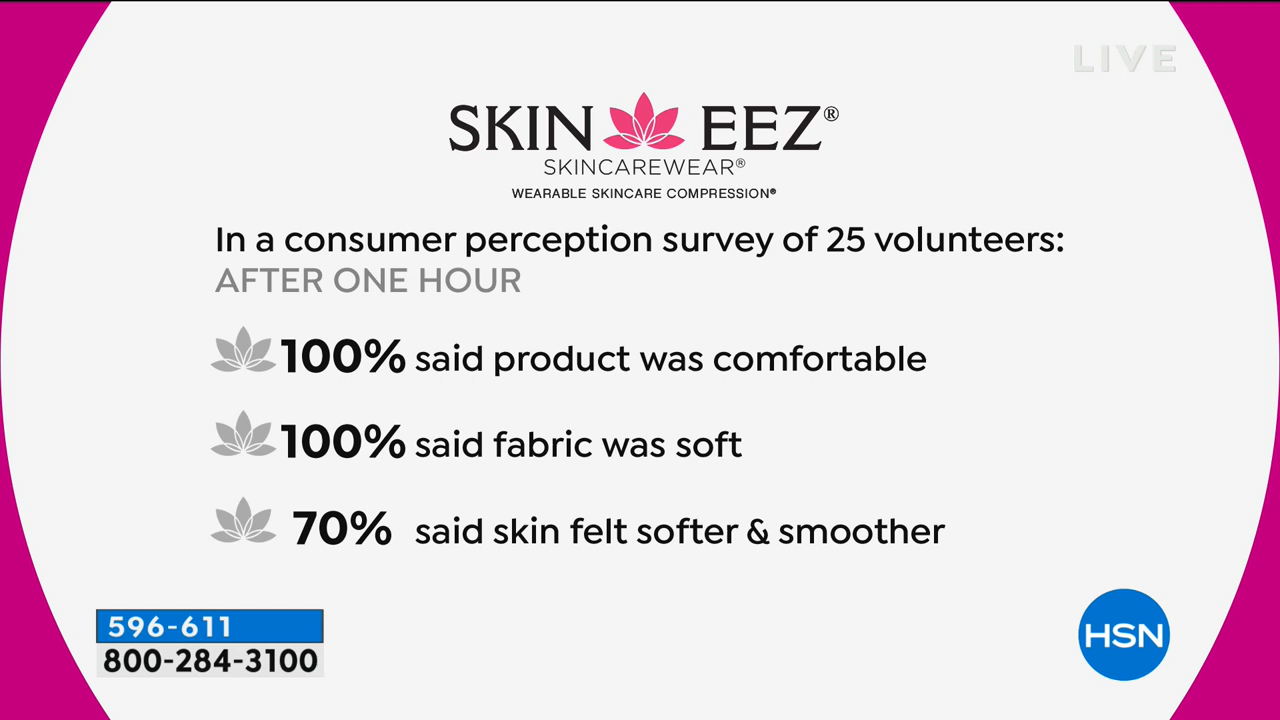 LIVE
SKIN EEZ®
SKINCAREWEAR®
WEARABLE SKINCARE COMPRESSION®
In a consumer perception survey of 25 volunteers:
AFTER ONE HOUR
100% said product was comfortable
100% said fabric was soft
70% said skin felt softer & smoother
596-611
800-284-3100
HSN